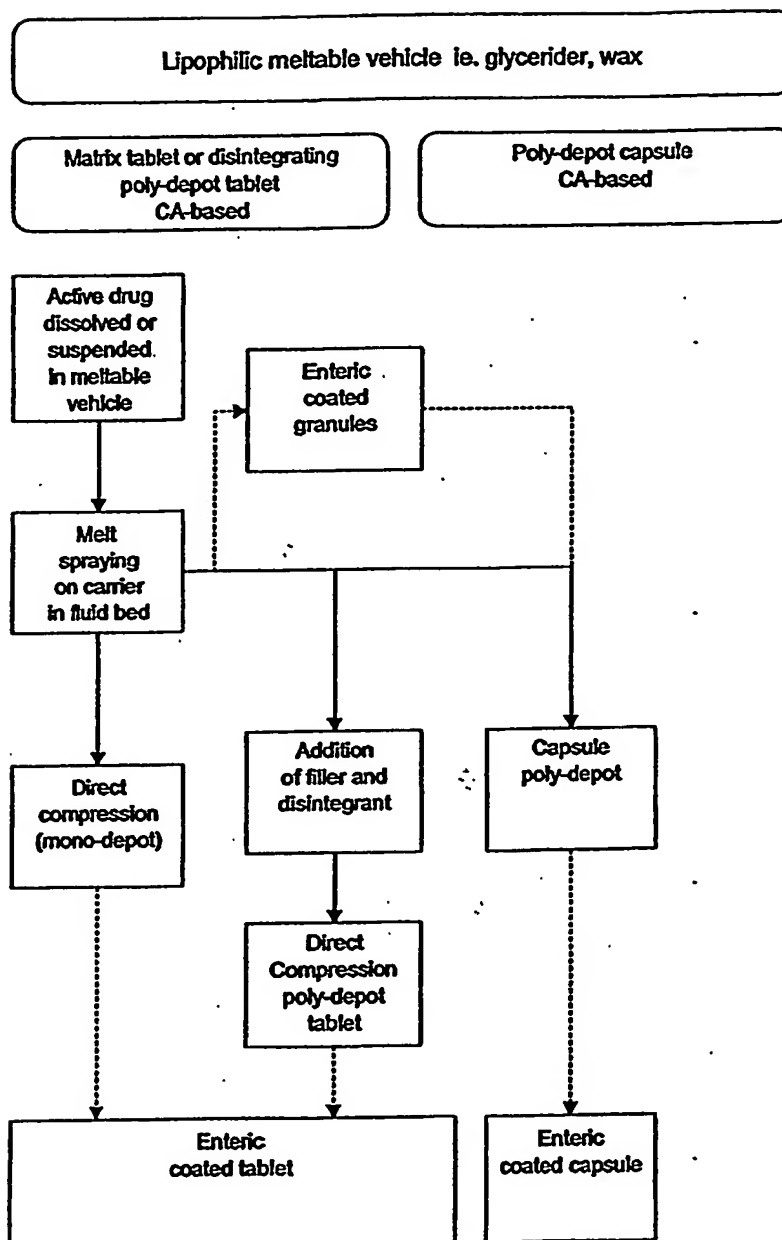 Lipophilic meltable vehicle ie. glycerider, wax
Matrix tablet or disintegrating
poly-depot tablet
CA-based
Poly-depot capsule
CA-based
Active drug
dissolved or
suspended.
in meltable
vehicle
Enteric
coated
granules
Melt
spraying
on carrier
in fluid bed
Direct
compression
(mono-depot)
Addition
of filler and
disintegrant
Capsule
poly-depot
Direct
Compression
poly-depot
tablet
Enteric
coated tablet
Enteric
coated capsule